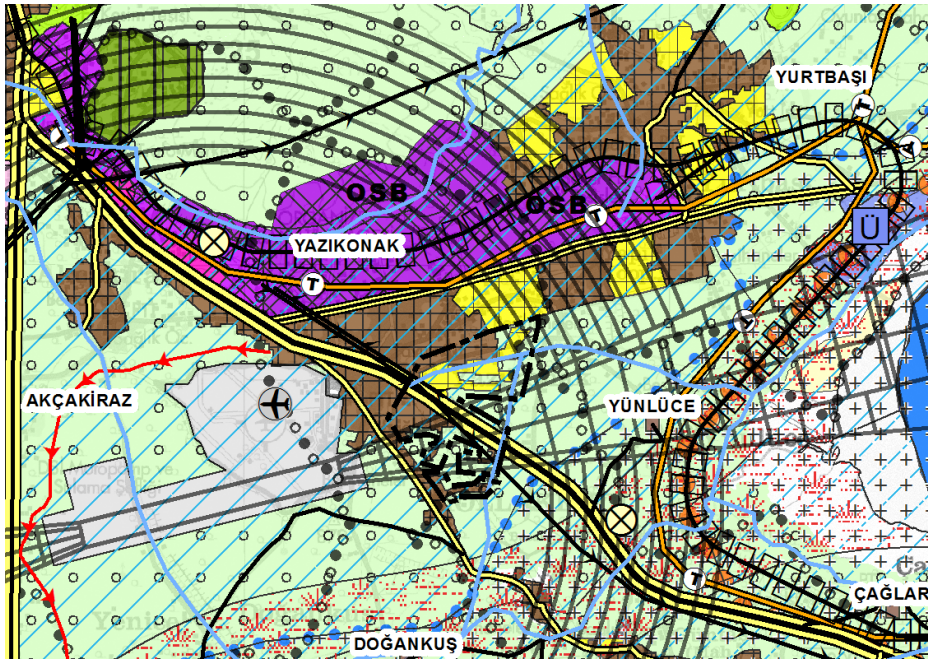 YURTBAŞI
OSB
OSB
T
T
T
YAZIKONAK
Ü
T
AKÇAKİRAZ
YÜNLÜCE
T
ÇAĞLAR
DOĞANKUŞ